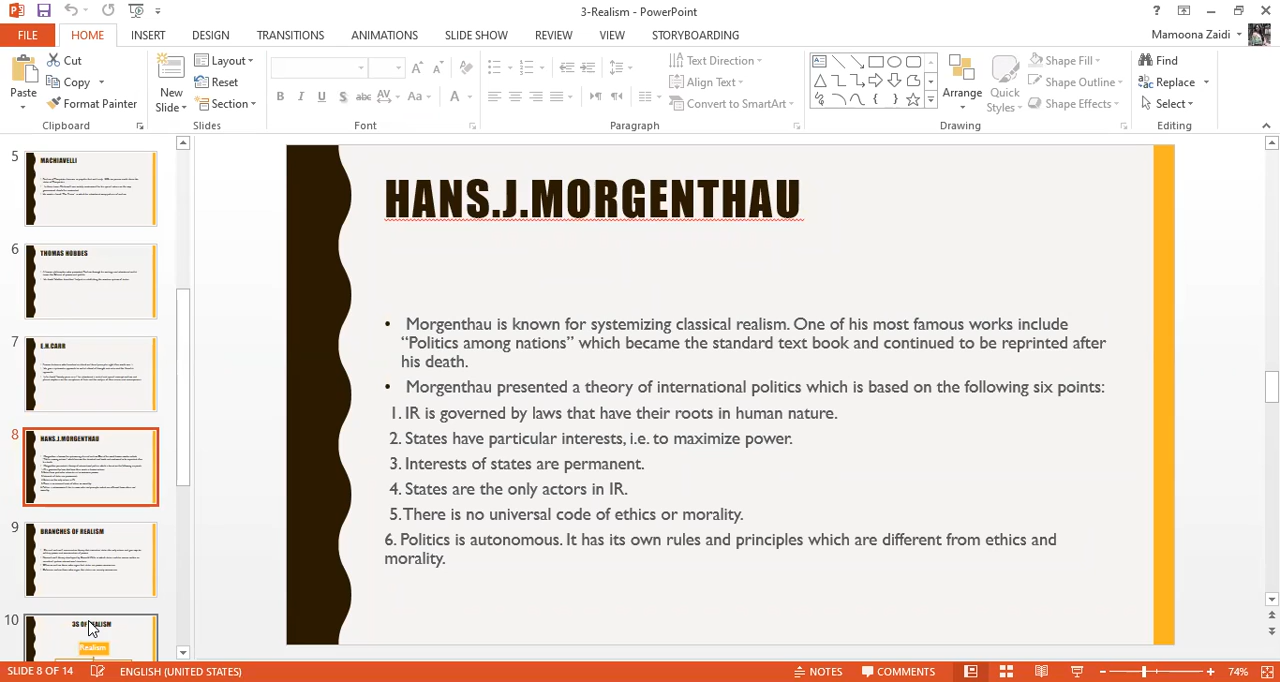 3-Realism - PowerPoint
?
FILE HOME INSERT DESIGN TRANSITIONS ANIMATIONS SLIDE SHOW REVIEW VIEW STORYBOARDING
Mamoona Zaidi
Paste
Cut
Copy
Format Painter
Clipboard
New
Slide
Layout
Reset
Section
Slides
B I U S abc AV Aa A
Font
Text Direction
Align Text
Convert to SmartArt
Paragraph
Arrange
Quick
Styles
Shape Fill
Shape Outline
Shape Effects
Drawing
Find
Replace
Select
Editing
5
MACHIAVELLI
6
THOMAS HOBBES
7
E.H.CARR
8
HANS.J.MORGENTHAU
9
BRANCHES OF REALISM
10
3S OF REALISM
Realism
HANS.J.MORGENTHAU
• Morgenthau is known for systemizing classical realism. One of his most famous works include
“Politics among nations” which became the standard text book and continued to be reprinted after
his death.
• Morgenthau presented a theory of international politics which is based on the following six points:
1. IR is governed by laws that have their roots in human nature.
2. States have particular interests, i.e. to maximize power.
3. Interests of states are permanent.
4. States are the only actors in IR.
5. There is no universal code of ethics or morality.
6. Politics is autonomous. It has its own rules and principles which are different from ethics and
morality.
SLIDE 8 OF 14 ENGLISH (UNITED STATES) NOTES COMMENTS 74%